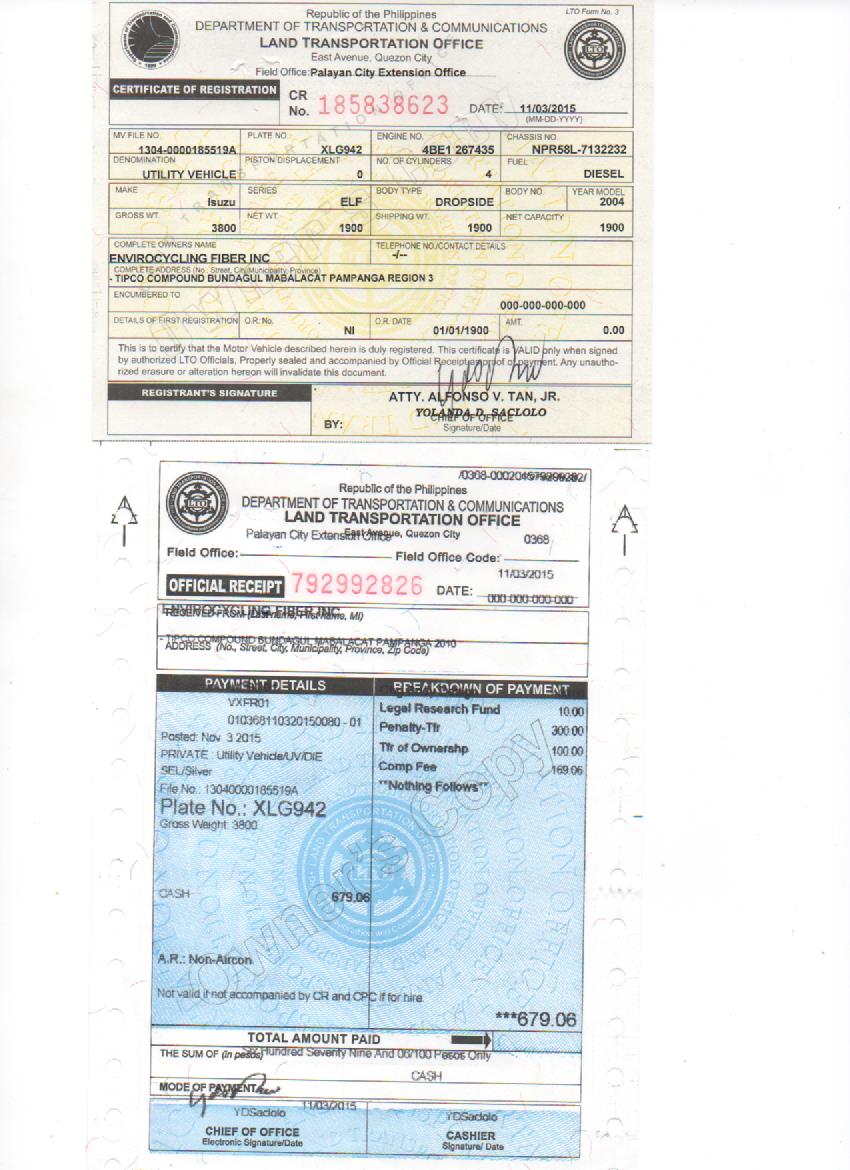 Republic of the Philippines
LTO Form No. 3
DEPARTMENT OF TRANSPORTATION & COMMUNICATIONS
LAND TRANSPORTATION OFFICE
East Avenue, Quezon City
Field Office: Palayan City Extension Office
CERTIFICATE OF REGISTRATION
CR No. 185838623 DATE: 11/03/2015
(MM-DD-YYYY)
MV FILE NO. PLATE NO. ENGINE NO. CHASSIS NO.
1304-0000185519A XLG942 4BE1 267435 NPR58L-7132232
DENOMINATION PISTON DISPLACEMENT NO. OF CYLINDERS FUEL
UTILITY VEHICLE 0 4 DIESEL
MAKE SERIES BODY TYPE BODY NO. YEAR MODEL
Isuzu ELF DROPSIDE 2004
GROSS WT. NET WT. SHIPPING WT. NET CAPACITY
3800 1900 1900 1900
COMPLETE OWNERS NAME TELEPHONE NO./CONTACT DETAILS
ENVIROCYCLING FIBER INC -/--
COMPLETE ADDRESS (No., Street, City/Municipality, Province)
- TIPCO COMPOUND BUNDAGUL MABALACAT PAMPANGA REGION 3
ENCUMBERED TO
000-000-000-000
DETAILS OF FIRST REGISTRATION O.R. No. O.R. DATE AMT.
NI 01/01/1900 0.00
This is to certify that the Motor Vehicle described herein is duly registered. This certificate is VALID only when signed
by authorized LTO Officials, Properly sealed and accompanied by Official Receipt as proof of payment. Any unautho-
rized erasure or alteration hereon will invalidate this document.
REGISTRANT'S SIGNATURE
ATTY. ALFONSO V. TAN, JR.
YOLANDA D. SACLOLO
CHIEF OF OFFICE
BY:
Signature/Date
/0368-000204579299282/
Republic of the Philippines
DEPARTMENT OF TRANSPORTATION & COMMUNICATIONS
LAND TRANSPORTATION OFFICE
East Avenue, Quezon City
Palayan City Extension Office 0368
Field Office: Field Office Code:
11/03/2015
OFFICIAL RECEIPT 792992826 DATE:
000-000-000-000
ENVIROCYCLING FIBER INC
RECEIVED FROM (Last name, First name, MI)
- TIPCO COMPOUND BUNDAGUL MABALACAT PAMPANGA 2010
ADDRESS (No., Street, City, Municipality, Province, Zip Code)
PAYMENT DETAILS BREAKDOWN OF PAYMENT
VXFR01
Legal Research Fund 10.00
010368110320150080 - 01
Penalty-Tfr 300.00
Posted: Nov 3 2015
Tfr of Ownershp 100.00
PRIVATE : Utility Vehicle/UV/DIE
Comp Fee 169.06
SEL/Silver
**Nothing Follows**
File No.: 13040000185519A
Plate No.: XLG942
Gross Weight: 3800
Owner's Copy
CASH 679.06
A.R.: Non-Aircon
Not valid if not accompanied by CR and CPC if for hire.
***679.06
TOTAL AMOUNT PAID
THE SUM OF (in pesos) Six Hundred Seventy Nine And 06/100 Pesos Only
CASH
MODE OF PAYMENT
11/03/2015
YDSaclolo YDSaclolo
CHIEF OF OFFICE CASHIER
Electronic Signature/Date Signature/ Date